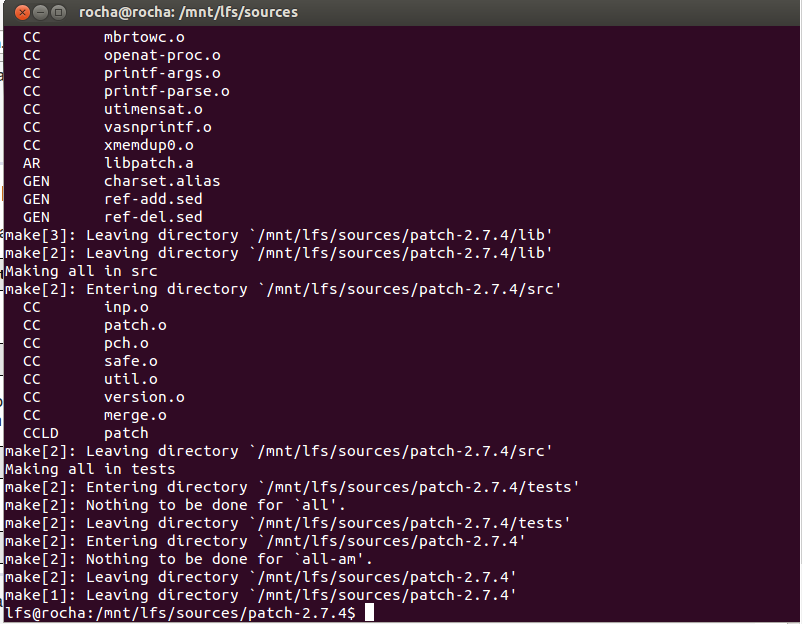 rocha@rocha: /mnt/lfs/sources
CC mbrtowc.o
CC openat-proc.o
CC printf-args.o
CC printf-parse.o
CC utimensat.o
CC vasnprintf.o
CC xmemdup0.o
AR libpatch.a
GEN charset.alias
GEN ref-add.sed
GEN ref-del.sed
make[3]: Leaving directory `/mnt/lfs/sources/patch-2.7.4/lib'
make[2]: Leaving directory `/mnt/lfs/sources/patch-2.7.4/lib'
Making all in src
make[2]: Entering directory `/mnt/lfs/sources/patch-2.7.4/src'
CC inp.o
CC patch.o
CC pch.o
CC safe.o
CC util.o
CC version.o
CC merge.o
CCLD patch
make[2]: Leaving directory `/mnt/lfs/sources/patch-2.7.4/src'
Making all in tests
make[2]: Entering directory `/mnt/lfs/sources/patch-2.7.4/tests'
make[2]: Nothing to be done for `all'.
make[2]: Leaving directory `/mnt/lfs/sources/patch-2.7.4/tests'
make[2]: Entering directory `/mnt/lfs/sources/patch-2.7.4'
make[2]: Nothing to be done for `all-am'.
make[2]: Leaving directory `/mnt/lfs/sources/patch-2.7.4'
make[1]: Leaving directory `/mnt/lfs/sources/patch-2.7.4'
lfs@rocha:/mnt/lfs/sources/patch-2.7.4$